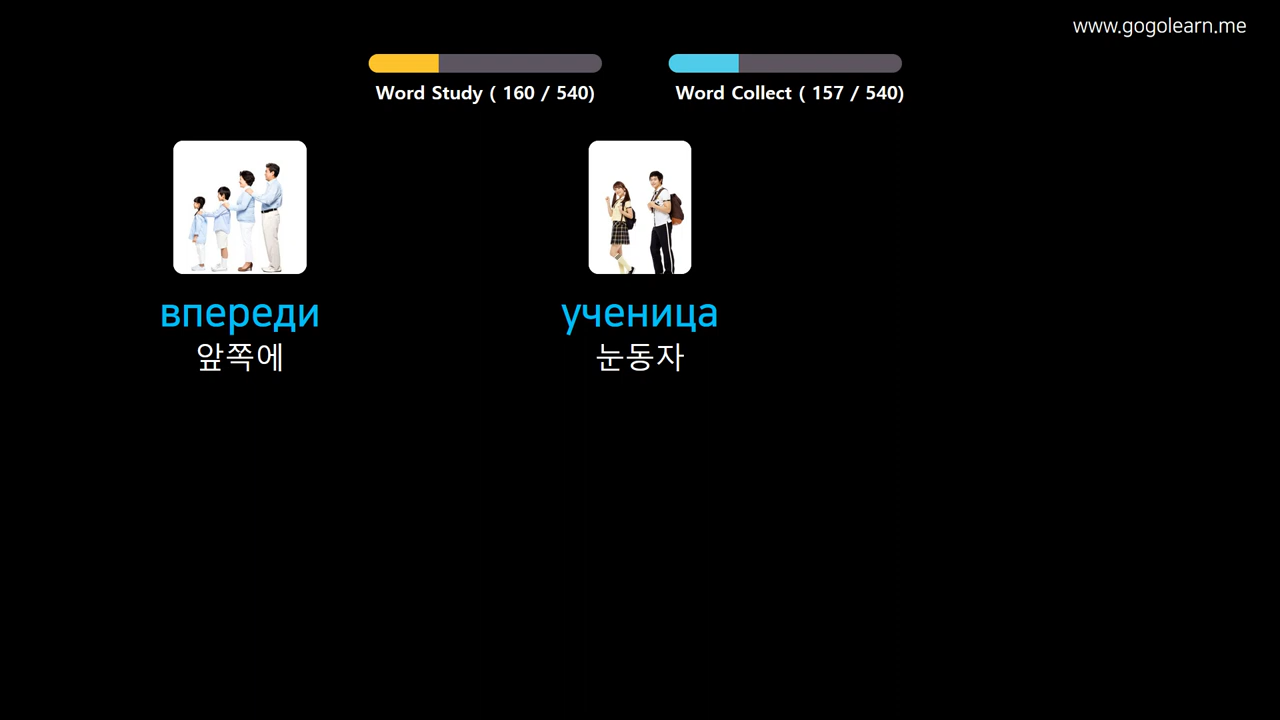 www.gogolearn.me
Word Study ( 160 / 540)
Word Collect ( 157 / 540)
впереди
앞쪽에
ученица
눈동자